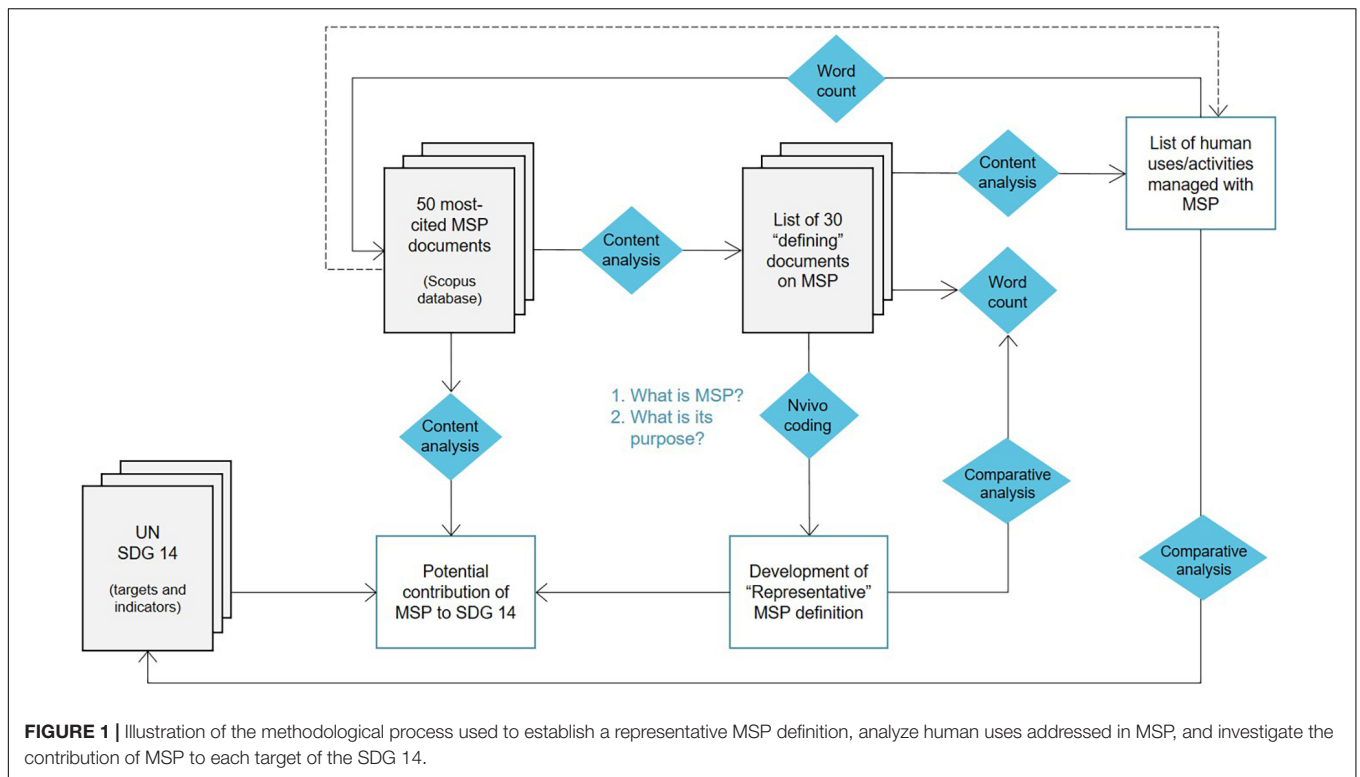 Word
count
50 most-
cited MSP
documents
(Scopus
database)
Content
analysis
List of 30
“defining”
documents
on MSP
Content
analysis
List of human
uses/activities
managed with
MSP
Word
count
1. What is MSP?
2. What is its
purpose?
Nvivo
coding
Content
analysis
Comparative
analysis
Comparative
analysis
UN
SDG 14
(targets and
indicators)
Potential
contribution of
MSP to SDG 14
Development of
“Representative”
MSP definition
FIGURE 1 | Illustration of the methodological process used to establish a representative MSP definition, analyze human uses addressed in MSP, and investigate the
contribution of MSP to each target of the SDG 14.